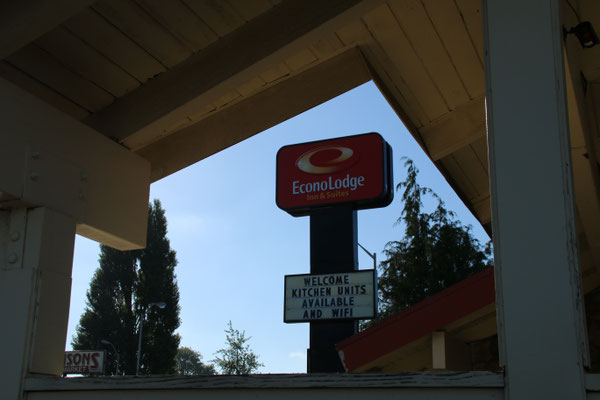 EconoLodge
Inn & Suites
WELCOME
KITCHEN UNITS
AVAILABLE
AND WIFI
SONS